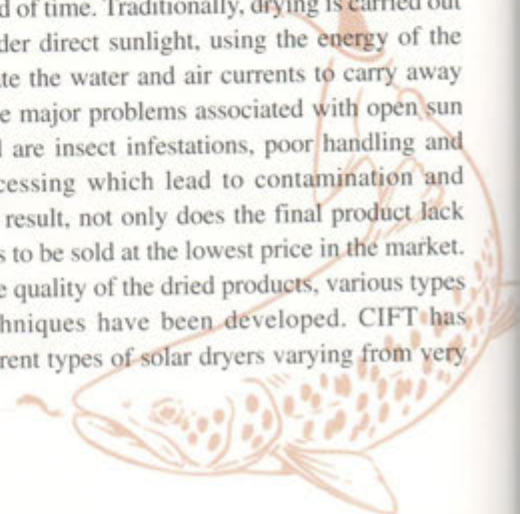 d of time. Traditionally, drying is carried out
der direct sunlight, using the energy of the
te the water and air currents to carry away
e major problems associated with open sun
are insect infestations, poor handling and
cessing which lead to contamination and
result, not only does the final product lack
s to be sold at the lowest price in the market.
e quality of the dried products, various types
hniques have been developed. CIFT has
rent types of solar dryers varying from very